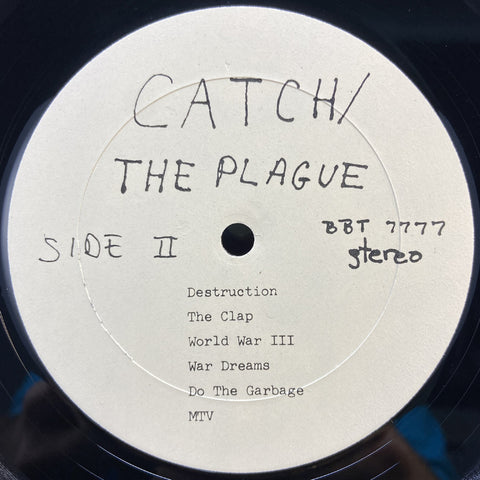 CATCH/
THE PLAGUE
SIDE II
BBT 7777
stereo
Destruction
The Clap
World War III
War Dreams
Do The Garbage
MTV